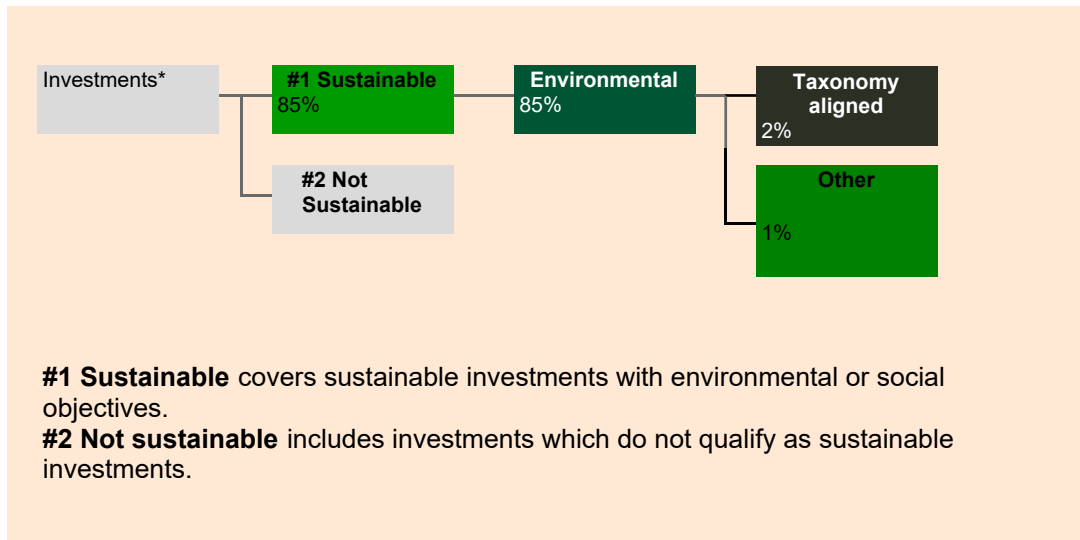 Investments*
#1 Sustainable
85%
Environmental
85%
Taxonomy
aligned
2%
#2 Not
Sustainable
Other
1%
#1 Sustainable covers sustainable investments with environmental or social
objectives.
#2 Not sustainable includes investments which do not qualify as sustainable
investments.